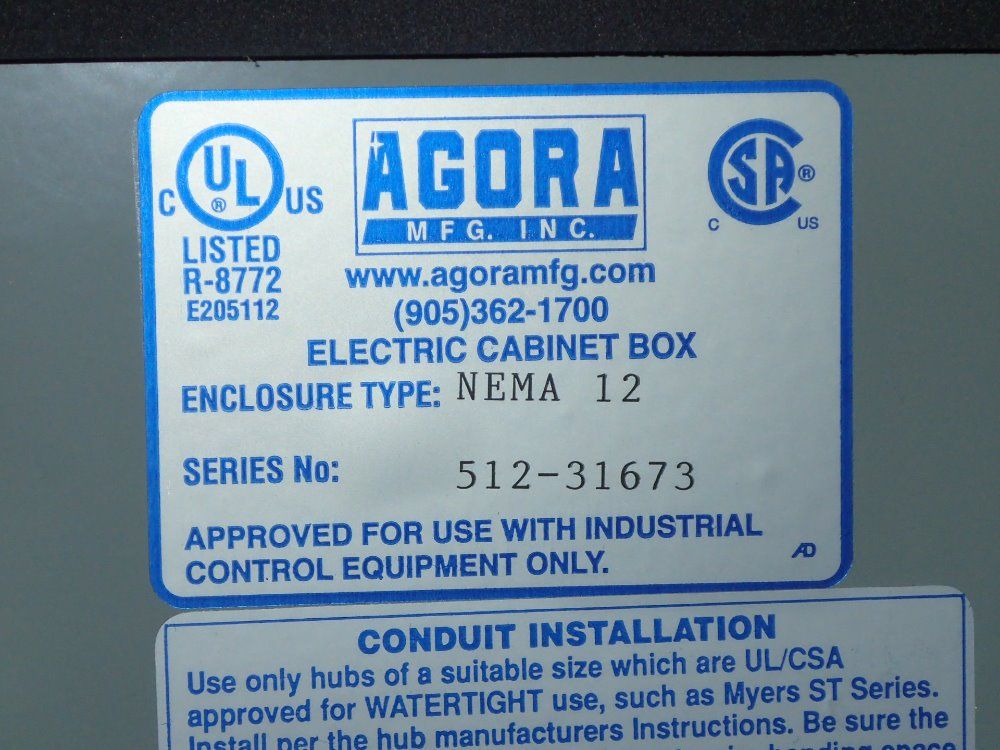 UL ®
C US
LISTED
R-8772
E205112
AGORA
MFG. INC.
CSA ®
C US
www.agoramfg.com
(905)362-1700
ELECTRIC CABINET BOX
ENCLOSURE TYPE: NEMA 12
SERIES No: 512-31673
APPROVED FOR USE WITH INDUSTRIAL
CONTROL EQUIPMENT ONLY.
AD
CONDUIT INSTALLATION
Use only hubs of a suitable size which are UL/CSA
approved for WATERTIGHT use, such as Myers ST Series.
Install per the hub manufacturers Instructions. Be sure the
bending space